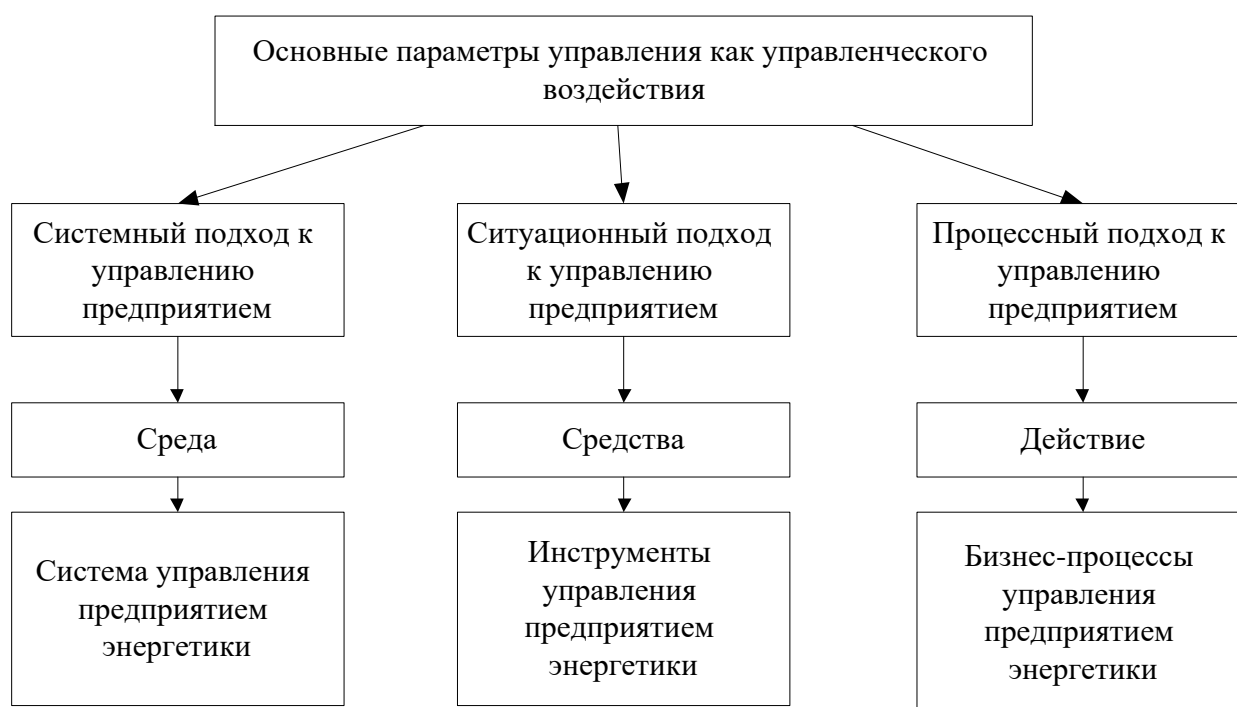 Основные параметры управления как управленческого
воздействия
Системный подход к
управлению
предприятием
Ситуационный подход
к управлению
предприятием
Процессный подход к
управлению
предприятием
Среда
Средства
Действие
Система управления
предприятием
энергетики
Инструменты
управления
предприятием
энергетики
Бизнес-процессы
управления
предприятием
энергетики